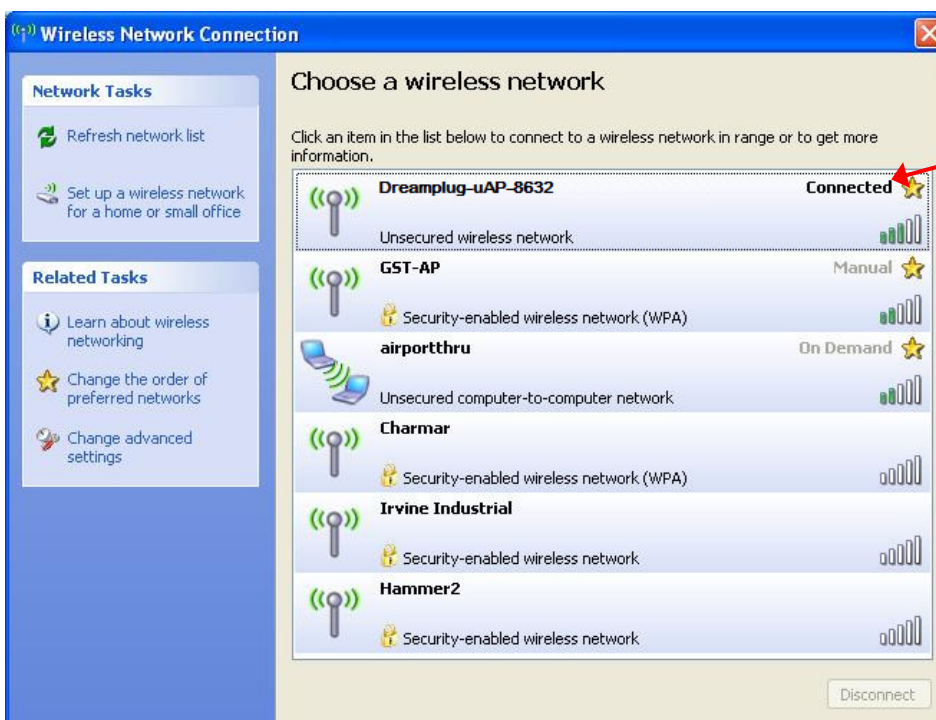 Wireless Network Connection
Network Tasks
Refresh network list
Set up a wireless network
for a home or small office
Related Tasks
Learn about wireless
networking
Change the order of
preferred networks
Change advanced
settings
Choose a wireless network
Click an item in the list below to connect to a wireless network in range or to get more
information.
Dreamplug-uAP-8632 Connected
Unsecured wireless network
GST-AP Manual
Security-enabled wireless network (WPA)
airportthru On Demand
Unsecured computer-to-computer network
Charmar
Security-enabled wireless network (WPA)
Irvine Industrial
Security-enabled wireless network
Hammer2
Security-enabled wireless network
Disconnect